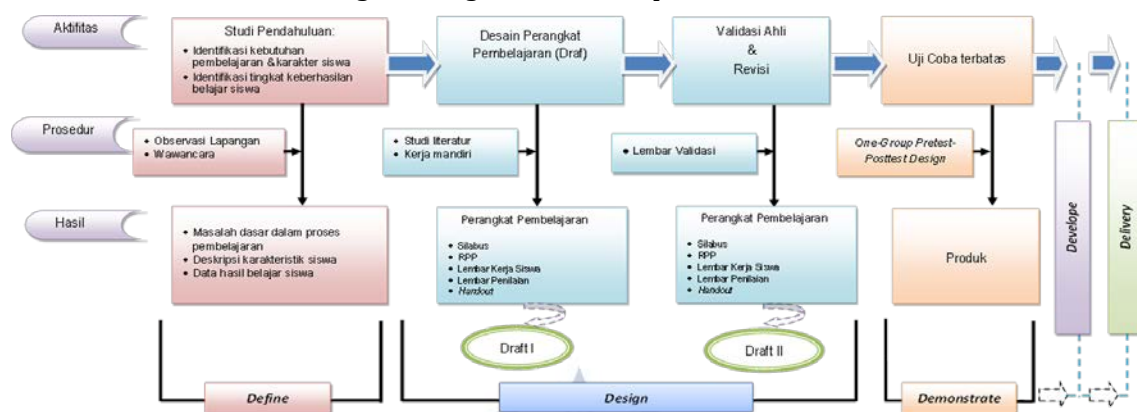 Aktifitas
Studi Pendahuluan:
• Identifikasi kebutuhan
pembelajaran & karakter siswa
• Identifikasi tingkat keberhasilan
belajar siswa
Desain Perangkat
Pembelajaran (Draf)
Validasi Ahli
&
Revisi
Uji Coba terbatas
Prosedur
• Observasi Lapangan
• Wawancara
• Studi literatur
• Kerja mandiri
• Lembar Validasi
One-Group Pretest-
Posttest Design
Hasil
• Masalah dasar dalam proses
pembelajaran
• Deskripsi karakteristik siswa
• Data hasil belajar siswa
Perangkat Pembelajaran
• Silabus
• RPP
• Lembar Kerja Siswa
• Lembar Penilaian
• Handout
Perangkat Pembelajaran
• Silabus
• RPP
• Lembar Kerja Siswa
• Lembar Penilaian
• Handout
Produk
Develope
Delivery
Draft I
Draft II
Define
Design
Demonstrate